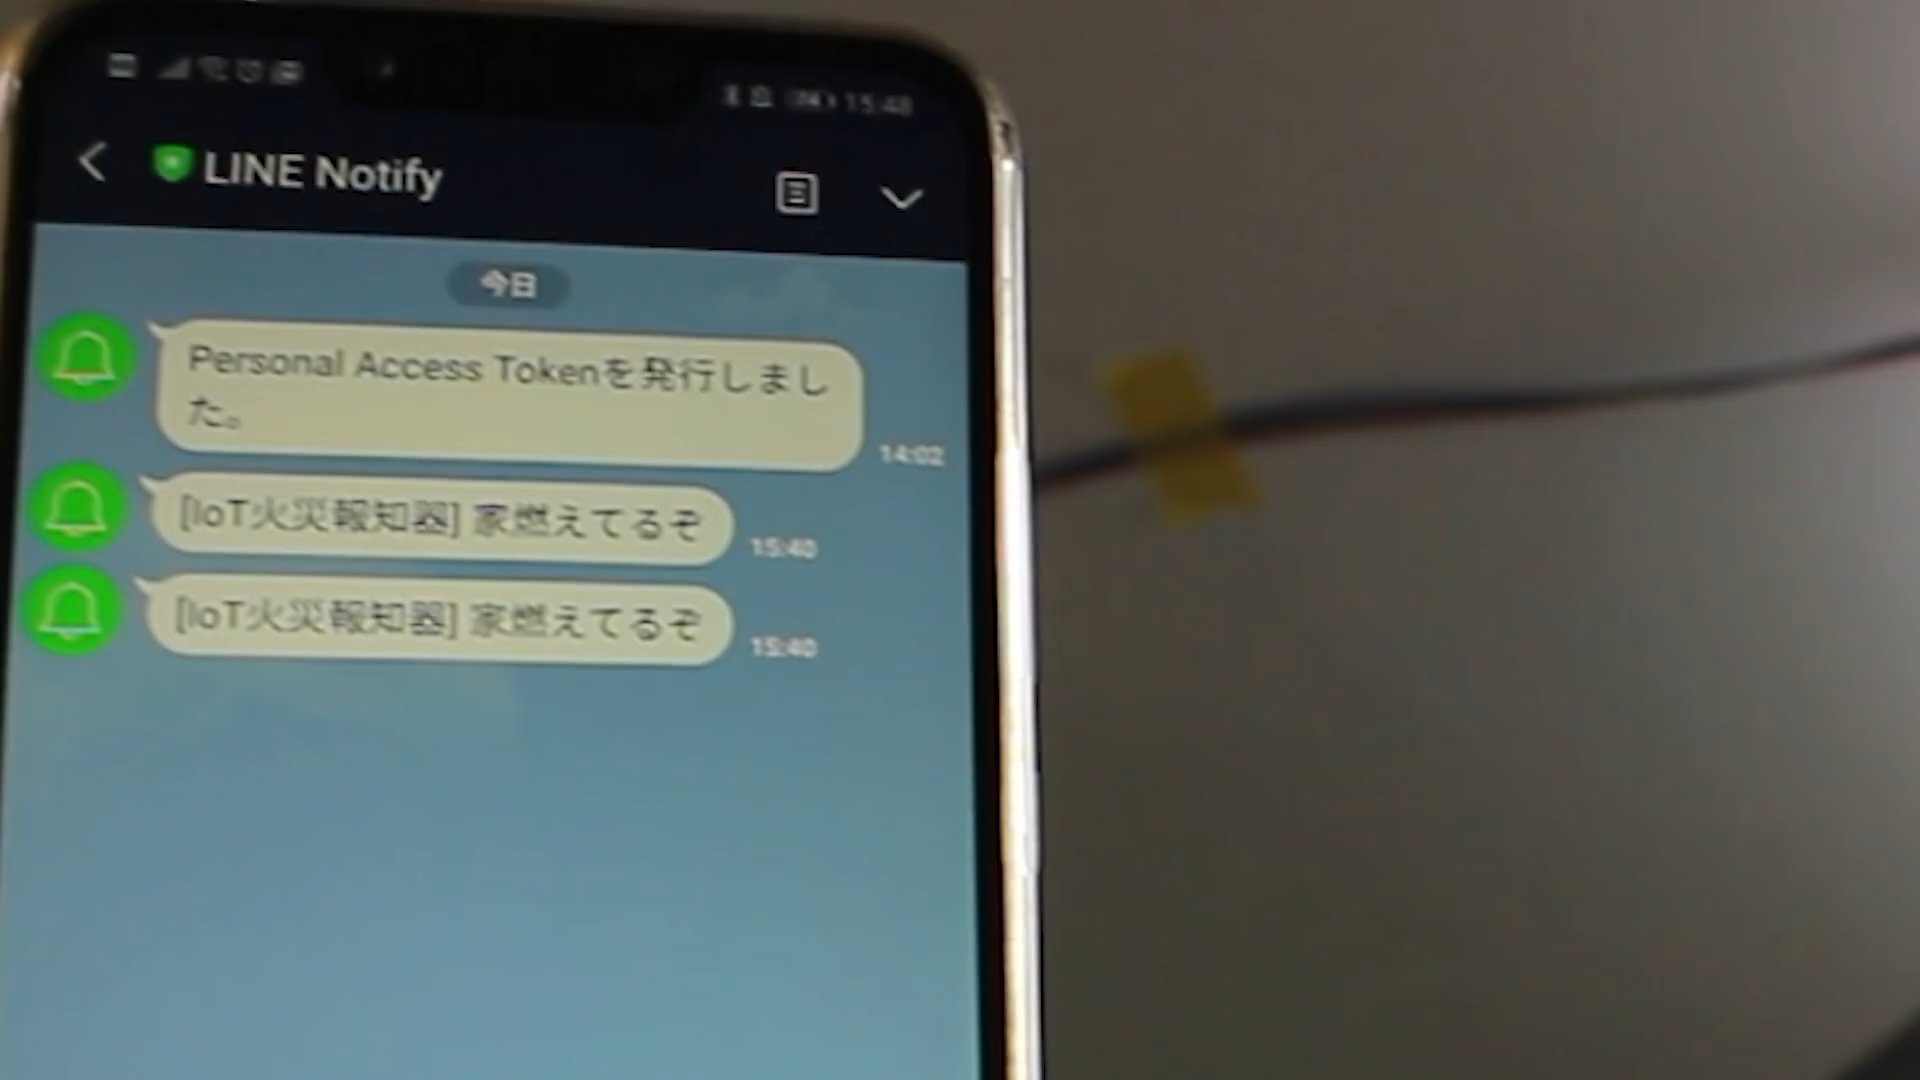 15:48
LINE Notify
今日
Personal Access Tokenを発行しまし
た。
14:02
[IoT火災報知器] 家燃えてるぞ
15:40
[IoT火災報知器] 家燃えてるぞ
15:40